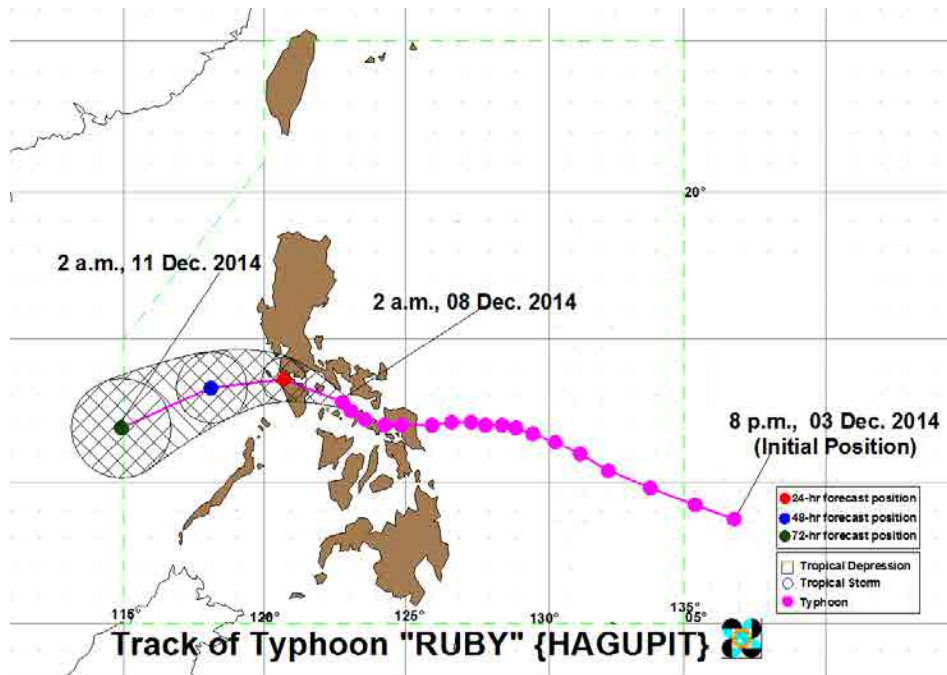 20°
2 a.m., 11 Dec. 2014
2 a.m., 08 Dec. 2014
8 p.m., 03 Dec. 2014
(Initial Position)
24-hr forecast position
48-hr forecast position
72-hr forecast position
Tropical Depression
Tropical Storm
Typhoon
115° 120° 125° 130° 135°
Track of Typhoon "RUBY" {HAGUPIT}